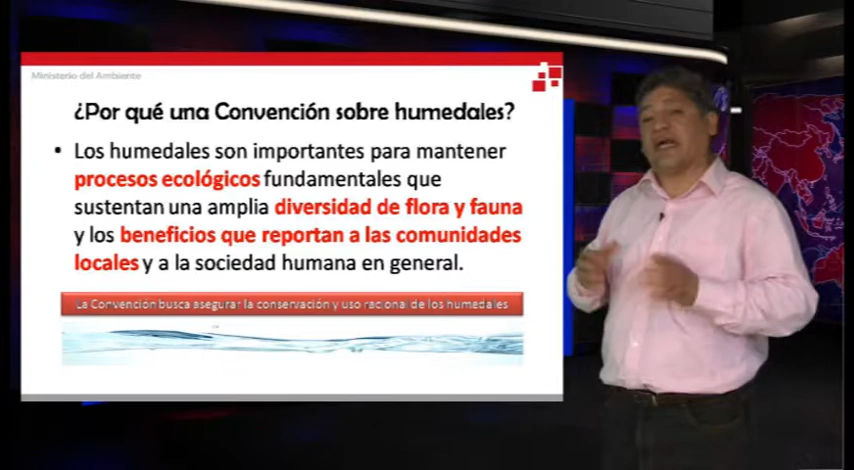 Ministerio del Ambiente
¿Por qué una Convención sobre humedales?
• Los humedales son importantes para mantener
procesos ecológicos fundamentales que
sustentan una amplia diversidad de flora y fauna
y los beneficios que reportan a las comunidades
locales y a la sociedad humana en general.
La Convención busca asegurar la conservación y uso racional de los humedales